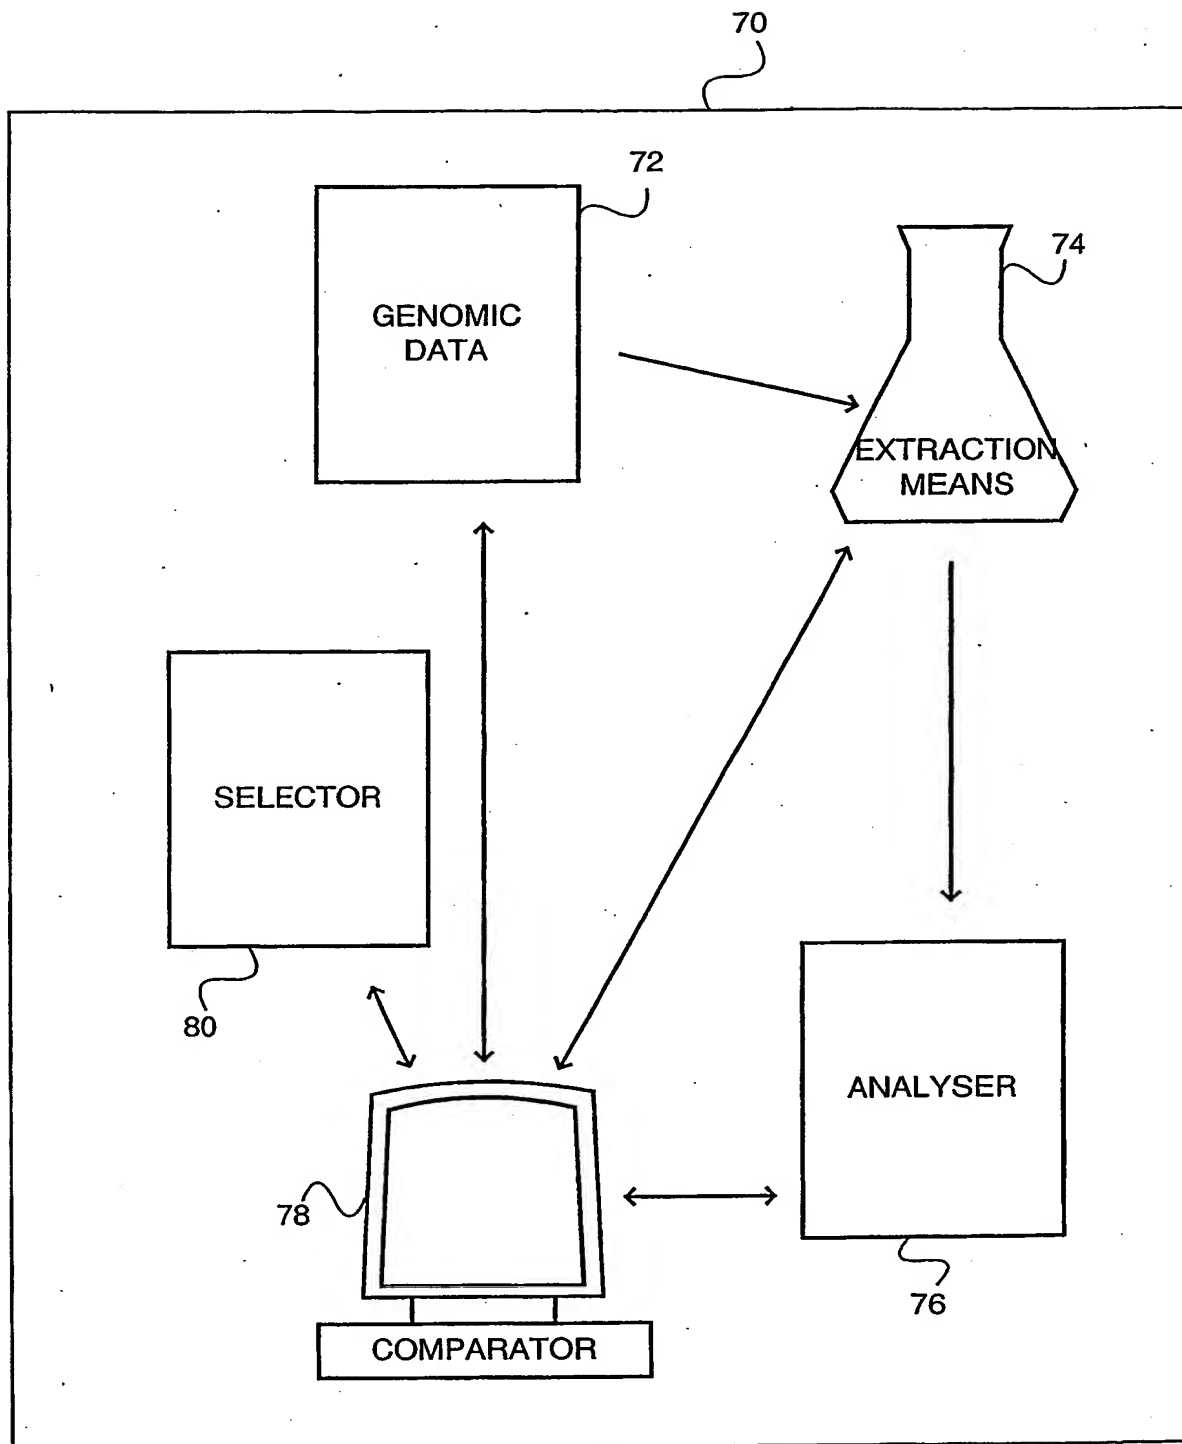 70
72
GENOMIC
DATA
74
EXTRACTION
MEANS
SELECTOR
80
ANALYSER
78
76
COMPARATOR